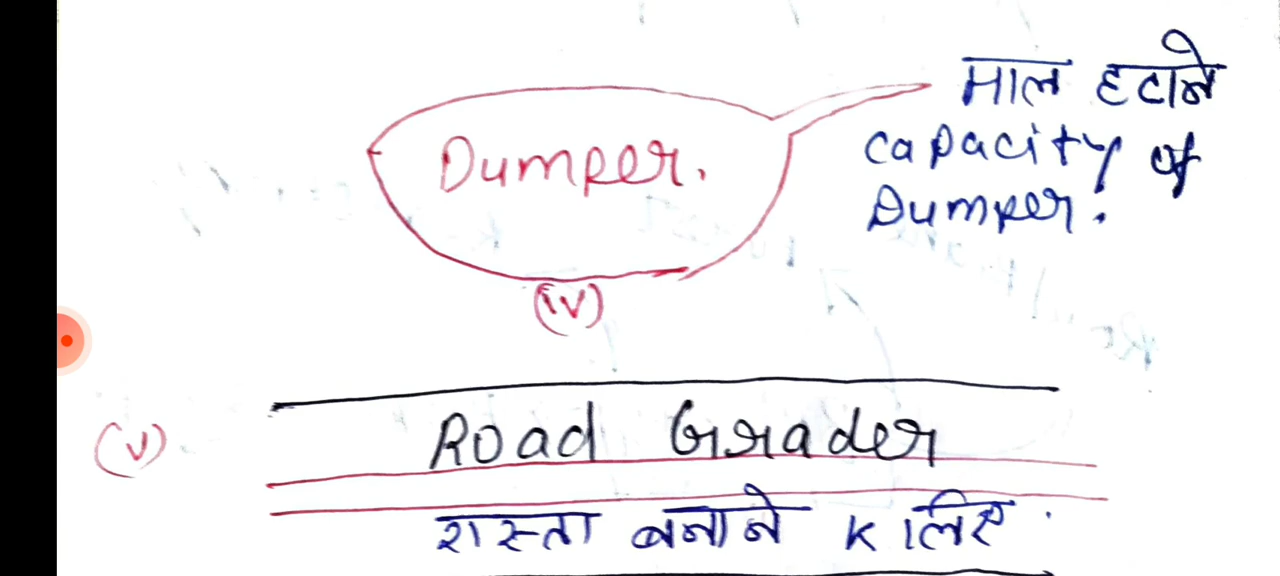 माल हटाने
Dumper.
capacity of
Dumper.
(iv)
(v)
Road Grader
रास्ता बनाने K लिए.